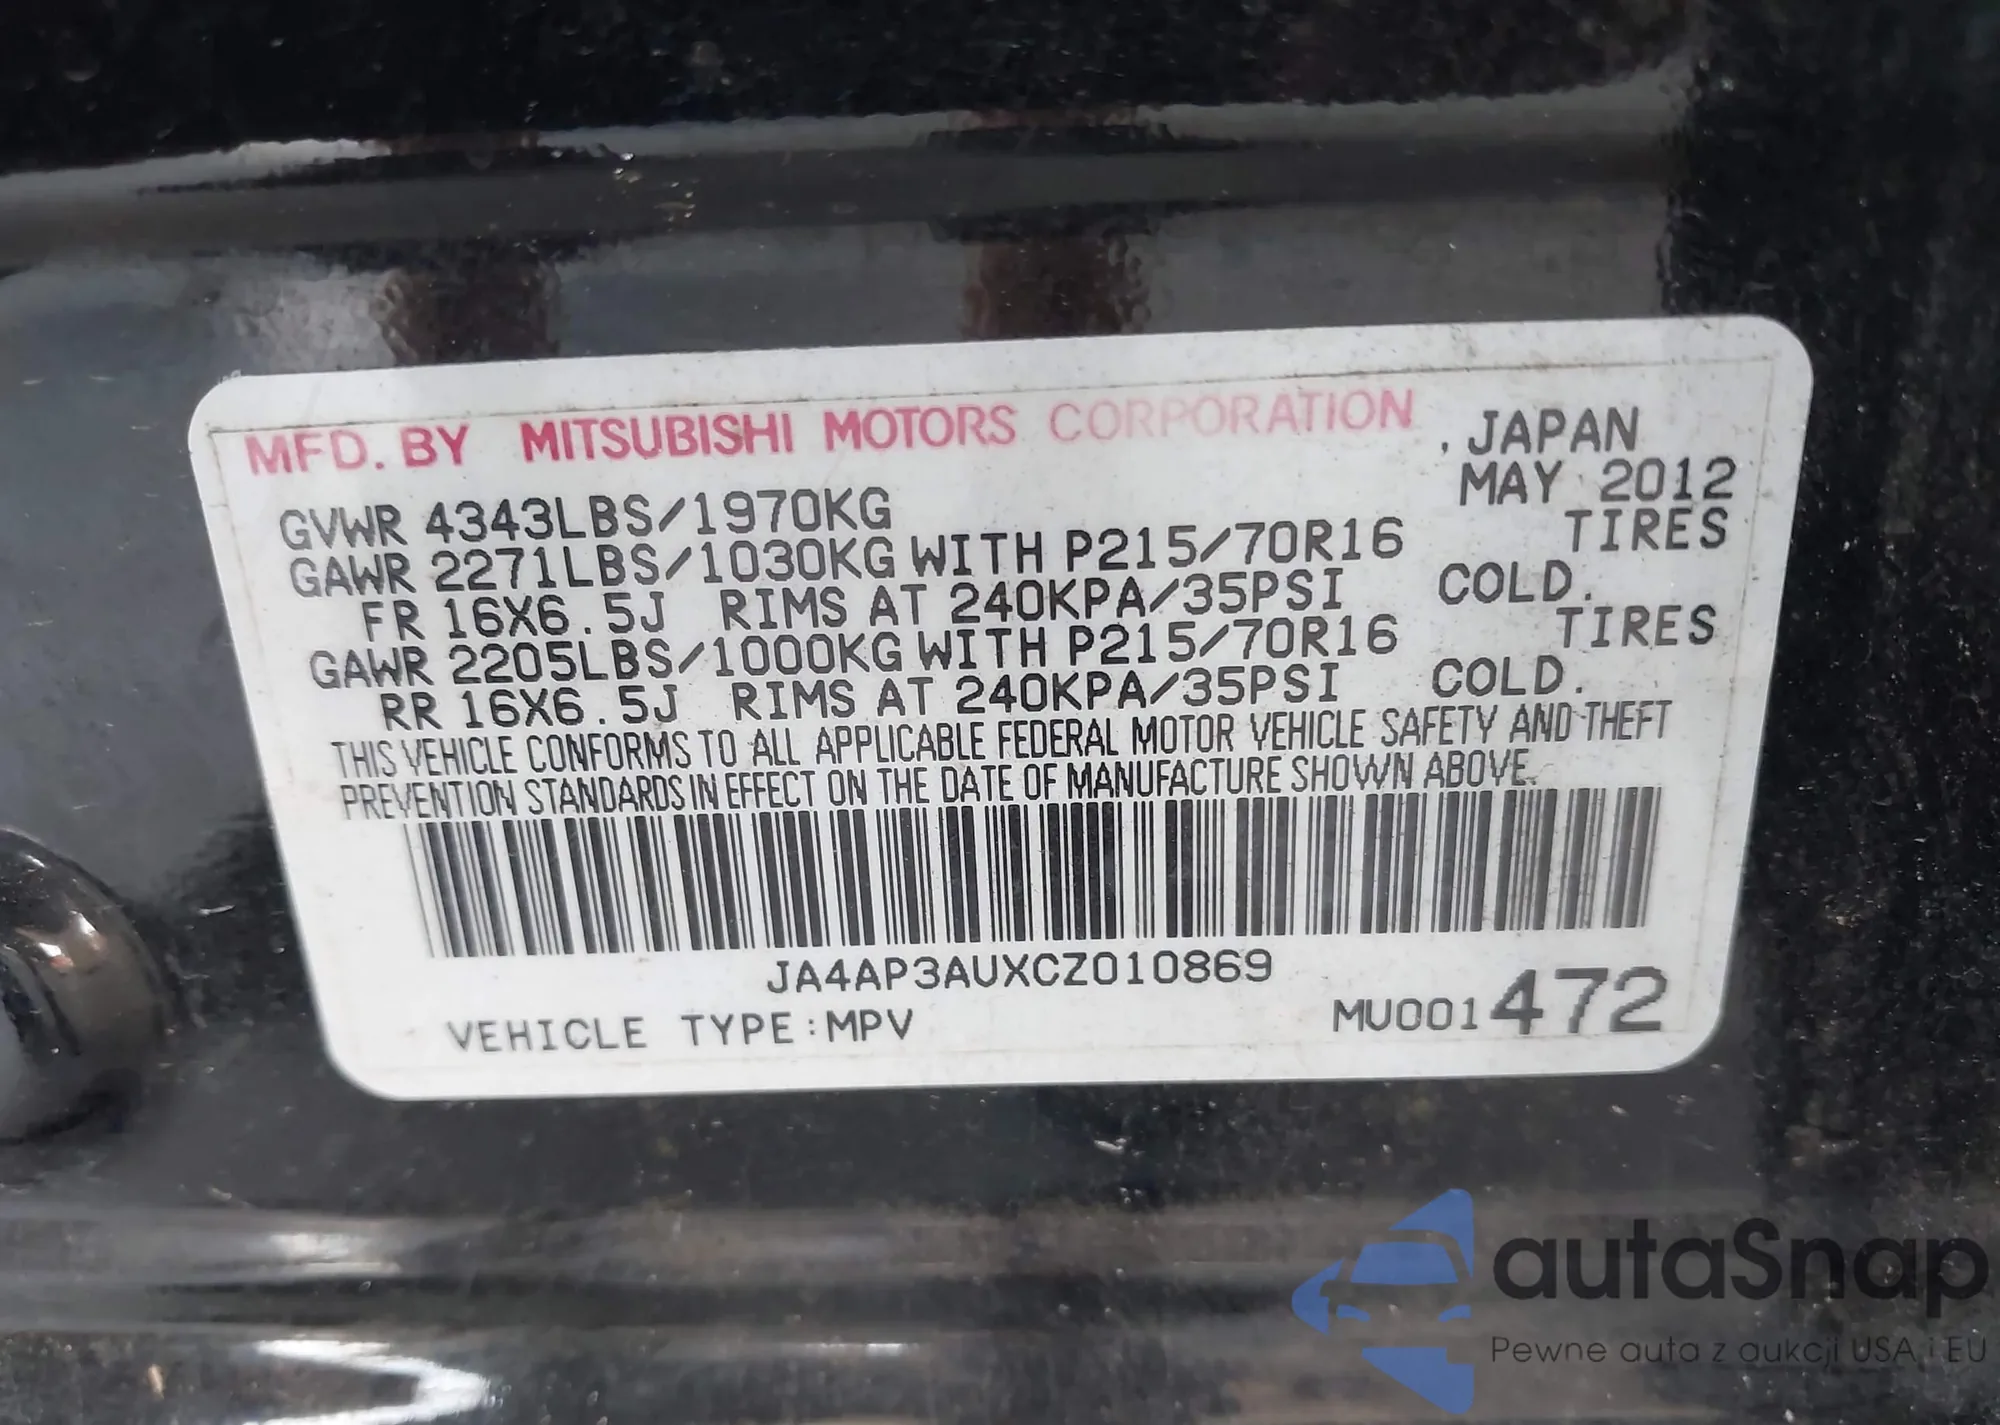 MFD. BY MITSUBISHI MOTORS CORPORATION , JAPAN
MAY 2012
GVWR 4343LBS/1970KG
GAWR 2271LBS/1030KG WITH P215/70R16 TIRES
FR 16X6.5J RIMS AT 240KPA/35PSI COLD.
GAWR 2205LBS/1000KG WITH P215/70R16 TIRES
RR 16X6.5J RIMS AT 240KPA/35PSI COLD.
THIS VEHICLE CONFORMS TO ALL APPLICABLE FEDERAL MOTOR VEHICLE SAFETY AND THEFT
PREVENTION STANDARDS IN EFFECT ON THE DATE OF MANUFACTURE SHOWN ABOVE.
JA4AP3AUXCZ010869
VEHICLE TYPE:MPV MU001472
autaSnap
Pewne auta z aukcji USA i EU